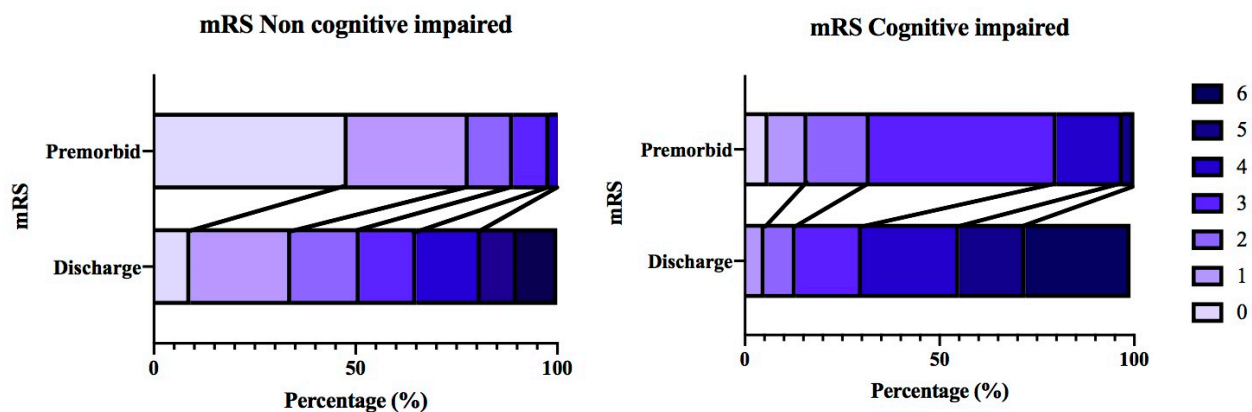 mRS Non cognitive impaired
mRS
Premorbid
Discharge
0
50
100
Percentage (%)
mRS Cognitive impaired
mRS
Premorbid
Discharge
0
50
100
Percentage (%)
6
5
4
3
2
1
0